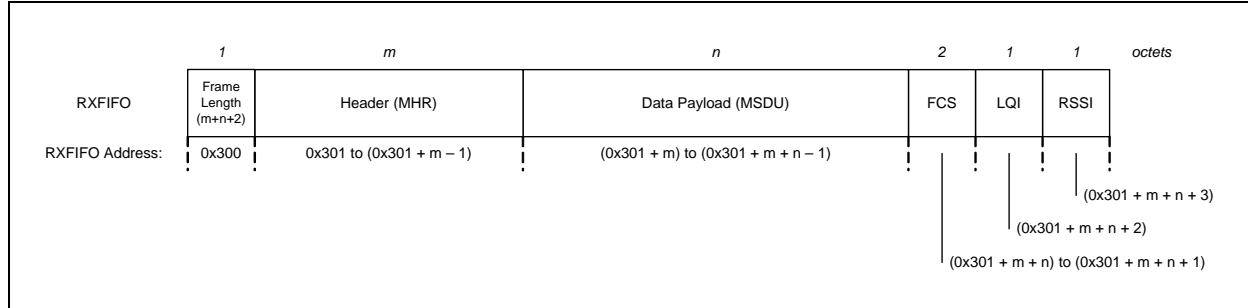 1 m n 2 1 1 octets
RXFIFO
Frame
Length
(m+n+2)
Header (MHR)
Data Payload (MSDU)
FCS
LQI
RSSI
RXFIFO Address: 0x300 0x301 to (0x301 + m – 1) (0x301 + m) to (0x301 + m + n – 1)
(0x301 + m + n + 3)
(0x301 + m + n + 2)
(0x301 + m + n) to (0x301 + m + n + 1)